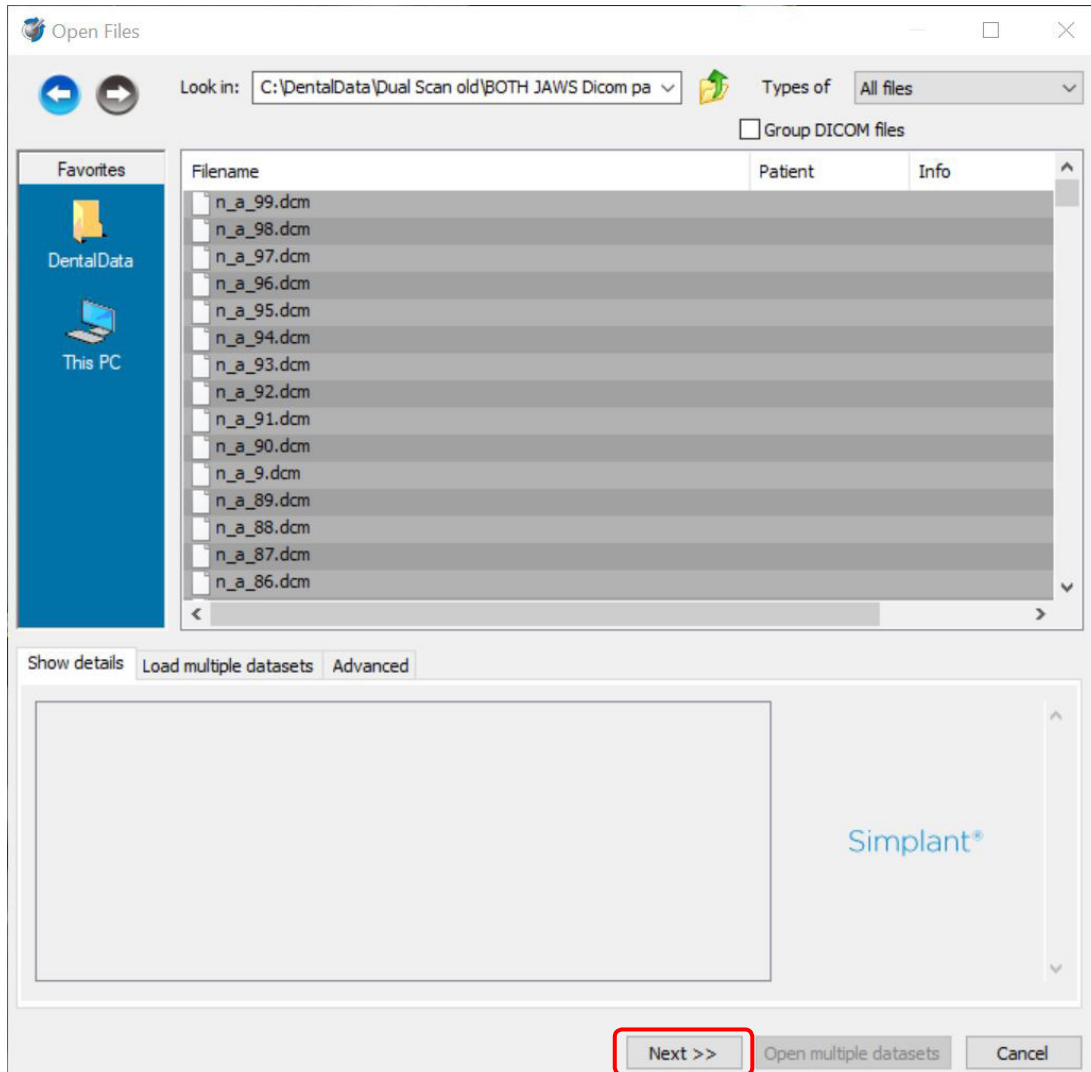 Open Files
Look in: C:\DentalData\Dual Scan old\BOTH JAWS Dicom pa Types of All files
Group DICOM files
Favorites
DentalData
This PC
Filename Patient Info
n_a_99.dcm
n_a_98.dcm
n_a_97.dcm
n_a_96.dcm
n_a_95.dcm
n_a_94.dcm
n_a_93.dcm
n_a_92.dcm
n_a_91.dcm
n_a_90.dcm
n_a_9.dcm
n_a_89.dcm
n_a_88.dcm
n_a_87.dcm
n_a_86.dcm
Show details Load multiple datasets Advanced
Simplant®
Next >> Open multiple datasets Cancel